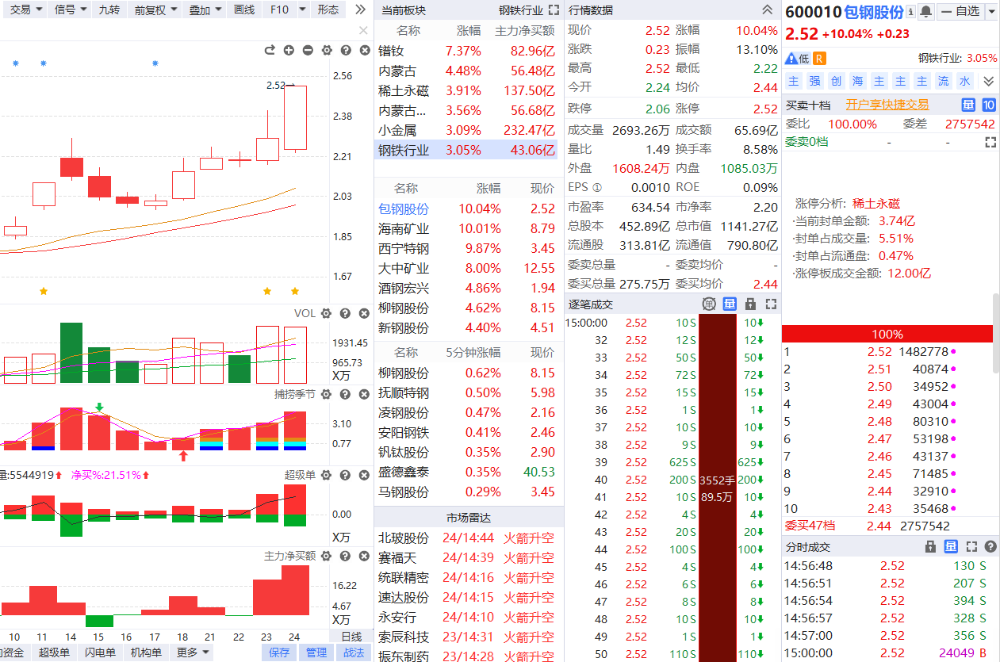 交易 信号 九转 前复权 叠加 画线 F10 形态
2.52
2.56
2.38
2.21
2.03
1.85
1.67
VOL
1931.45
965.73
X万
捕捞季节
3.10
0.77
量:5544919 净买%:21.51% 超级单
0.00
X万
主力净买额
16.22
4.67
X万
10 11 14 15 16 17 18 21 22 23 24 日线
资金 超级单 闪电单 机构单 更多 保存 管理 战法
当前板块 钢铁行业
名称 涨幅 主力净买额
镨钕 7.37% 82.96亿
内蒙古 4.48% 56.48亿
稀土永磁 3.91% 137.50亿
内蒙古... 3.56% 56.68亿
小金属 3.09% 232.47亿
钢铁行业 3.05% 43.06亿
名称 涨幅 现价
包钢股份 10.04% 2.52
海南矿业 10.01% 8.79
西宁特钢 9.87% 3.45
大中矿业 8.00% 12.55
酒钢宏兴 4.86% 1.94
柳钢股份 4.62% 8.15
新钢股份 4.40% 4.51
名称 5分钟涨幅 现价
柳钢股份 0.62% 8.15
抚顺特钢 0.50% 5.98
凌钢股份 0.47% 2.16
安阳钢铁 0.41% 2.46
钒钛股份 0.35% 2.90
盛德鑫泰 0.35% 40.53
马钢股份 0.29% 3.45
市场雷达
北玻股份 24/14:44 火箭升空
赛福天 24/14:39 火箭升空
统联精密 24/14:16 火箭升空
速达股份 24/14:15 火箭升空
永安行 24/14:10 火箭升空
索辰科技 23/14:31 火箭升空
振东制药 23/14:28 火箭升空
行情数据
现价 2.52 涨幅 10.04%
涨跌 0.23 振幅 13.10%
最高 2.52 最低 2.22
今开 2.24 均价 2.44
跌停 2.06 涨停 2.52
成交量 2693.26万 成交额 65.69亿
量比 1.49 换手率 8.58%
外盘 1608.24万 内盘 1085.03万
EPS ① 0.0010 ROE 0.09%
市盈率 634.54 市净率 2.20
总股本 452.89亿 总市值 1141.27亿
流通股 313.81亿 流通值 790.80亿
委卖总量 - 委卖均价 -
委买总量 275.75万 委买均价 2.44
逐笔成交 单 量
15:00:00 2.52 10 S 10
32 2.52 12 S 12
33 2.52 50 S 50
34 2.52 72 S 72
35 2.52 15 S 15
36 2.52 1 S 1
37 2.52 10 S 10
38 2.52 9 S 9
39 2.52 625 S 625
40 2.52 200 S 3552手 200
41 2.52 10 S 89.5万 10
42 2.52 4 S 4
43 2.52 20 S 20
44 2.52 100 S 100
45 2.52 4 S 4
46 2.52 6 S 6
47 2.52 8 S 8
48 2.52 10 S 10
49 2.52 1 S 1
50 2.52 110 S 110
600010 包钢股份 自选
2.52 +10.04% +0.23
低 R 钢铁行业: 3.05%
主 强 创 海 主 主 主 流 水
买卖十档 开户享快捷交易 量 10
委比 100.00% 委差 2757542
委卖0档 - -
涨停分析: 稀土永磁
·当前封单金额: 3.74亿
·封单占成交量: 5.51%
·封单占流通盘: 0.47%
·涨停板成交金额: 12.00亿
100%
1 2.52 1482778
2 2.51 40874
3 2.50 34952
4 2.49 43004
5 2.48 80310
6 2.47 53198
7 2.46 43137
8 2.45 71485
9 2.44 32910
10 2.43 35468
委买47档 2.44 2757542
分时成交 量
14:56:48 2.52 130 S
14:56:51 2.52 207 S
14:56:54 2.52 394 S
14:56:57 2.52 328 S
14:57:00 2.52 356 S
15:00:00 2.52 24049 B